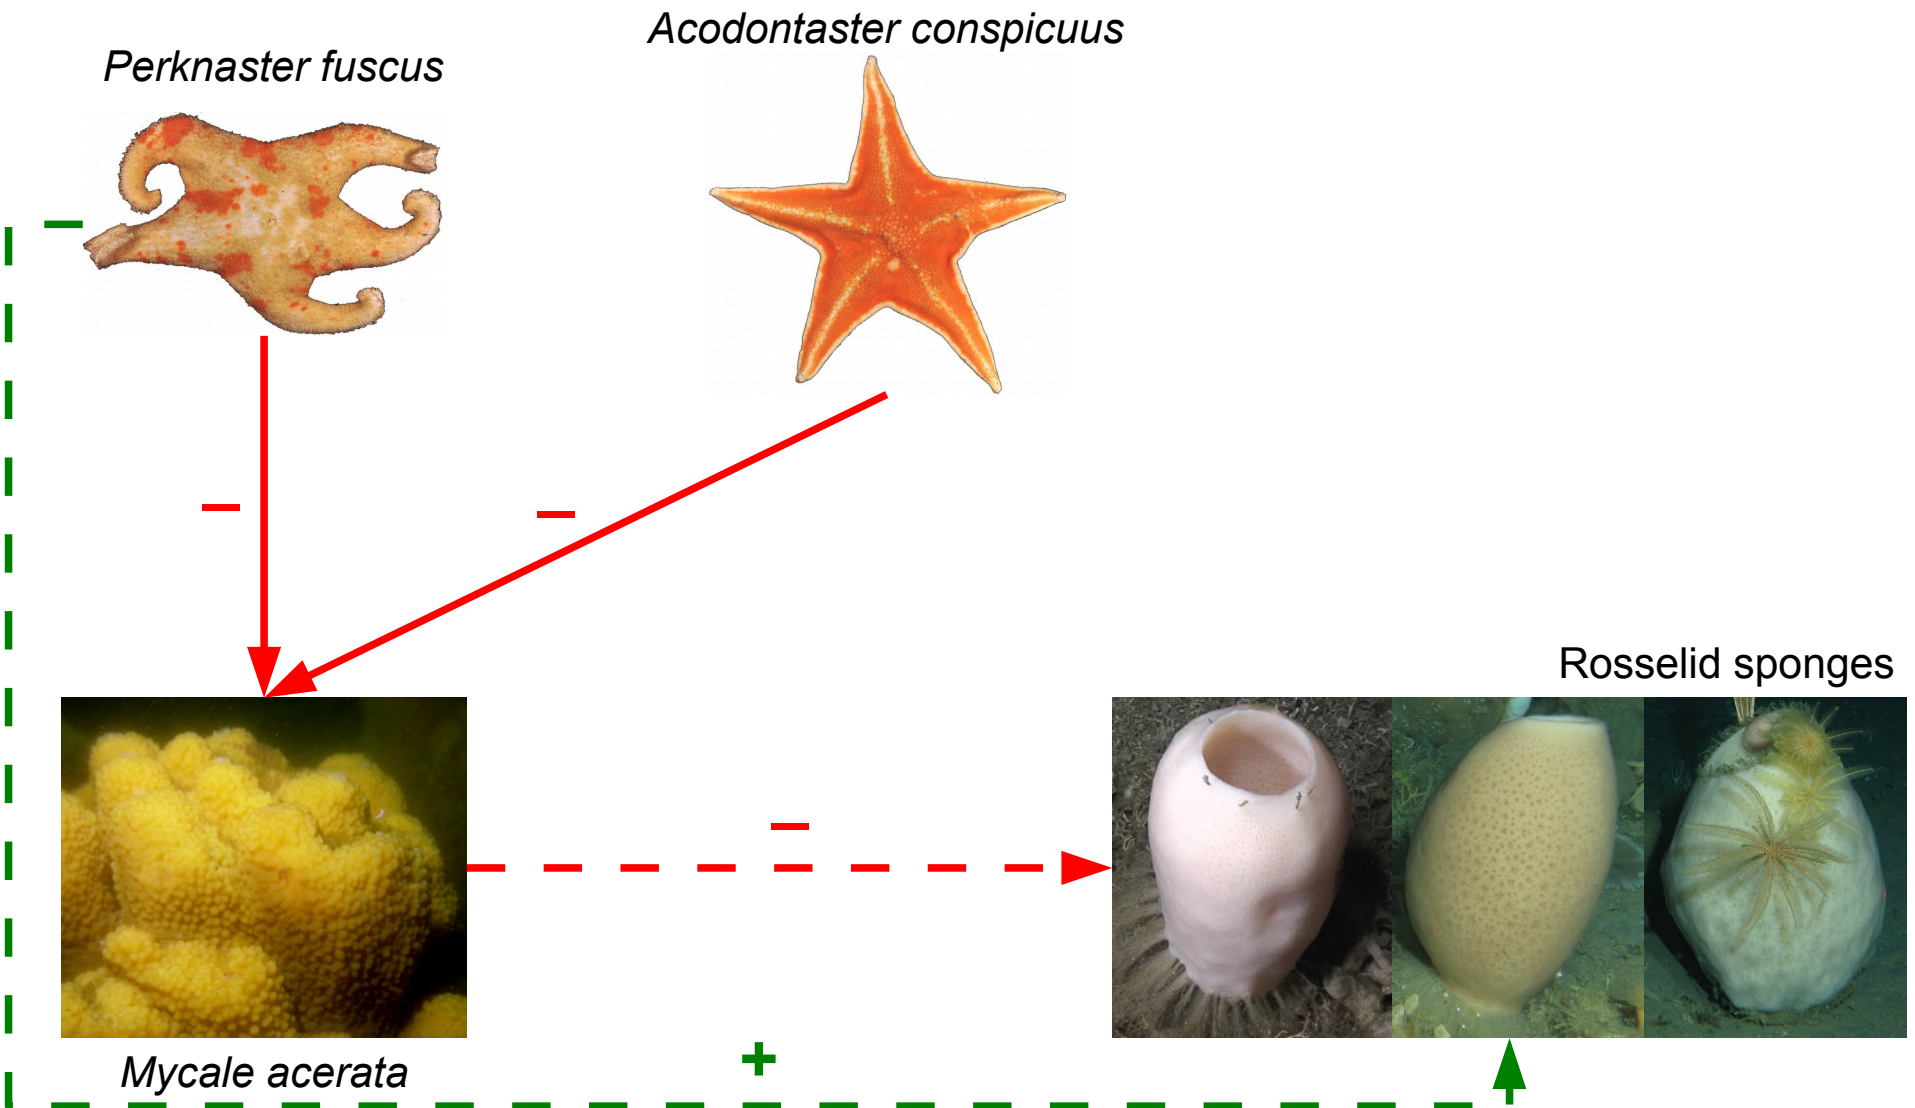 Acodontaster conspicuus
Perknaster fuscus
–
–
–
Rosselid sponges
–
+
Mycale acerata